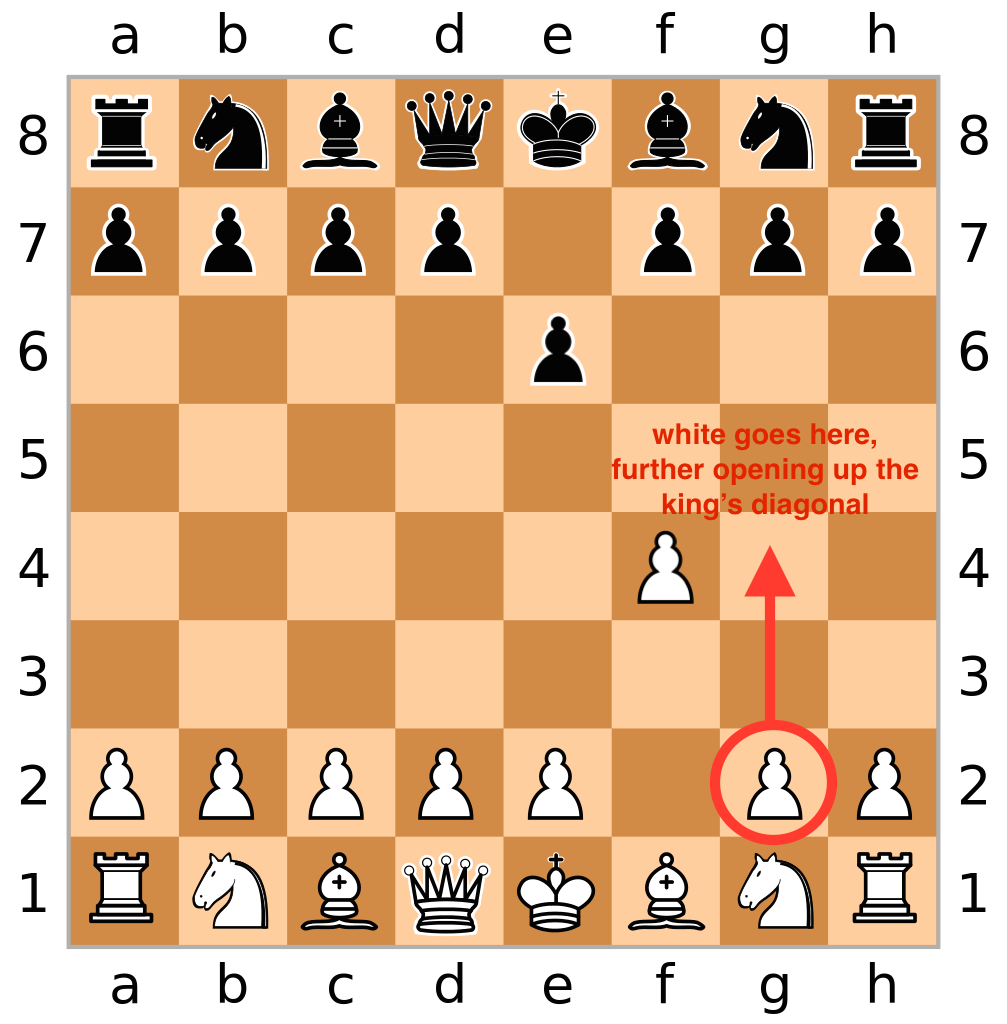 a b c d e f g h
8 8
7 7
6 6
white goes here,
further opening up the
king's diagonal
5 5
4 4
3 3
2 2
1 1
a b c d e f g h